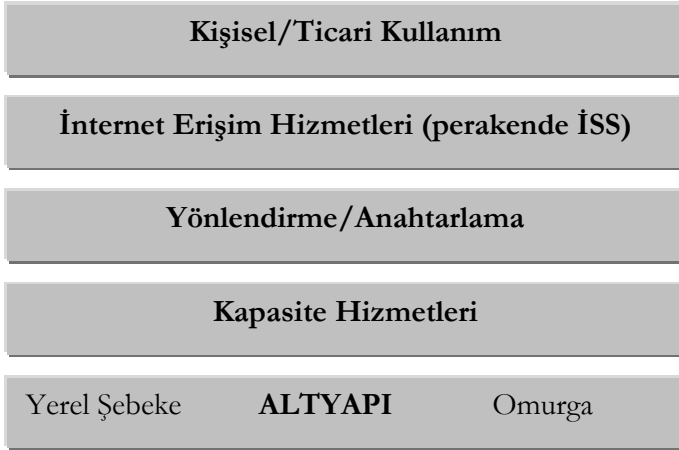 Kişisel/Ticari Kullanım
İnternet Erişim Hizmetleri (perakende İSS)
Yönlendirme/Anahtarlama
Kapasite Hizmetleri
Yerel Şebeke ALTYAPI Omurga